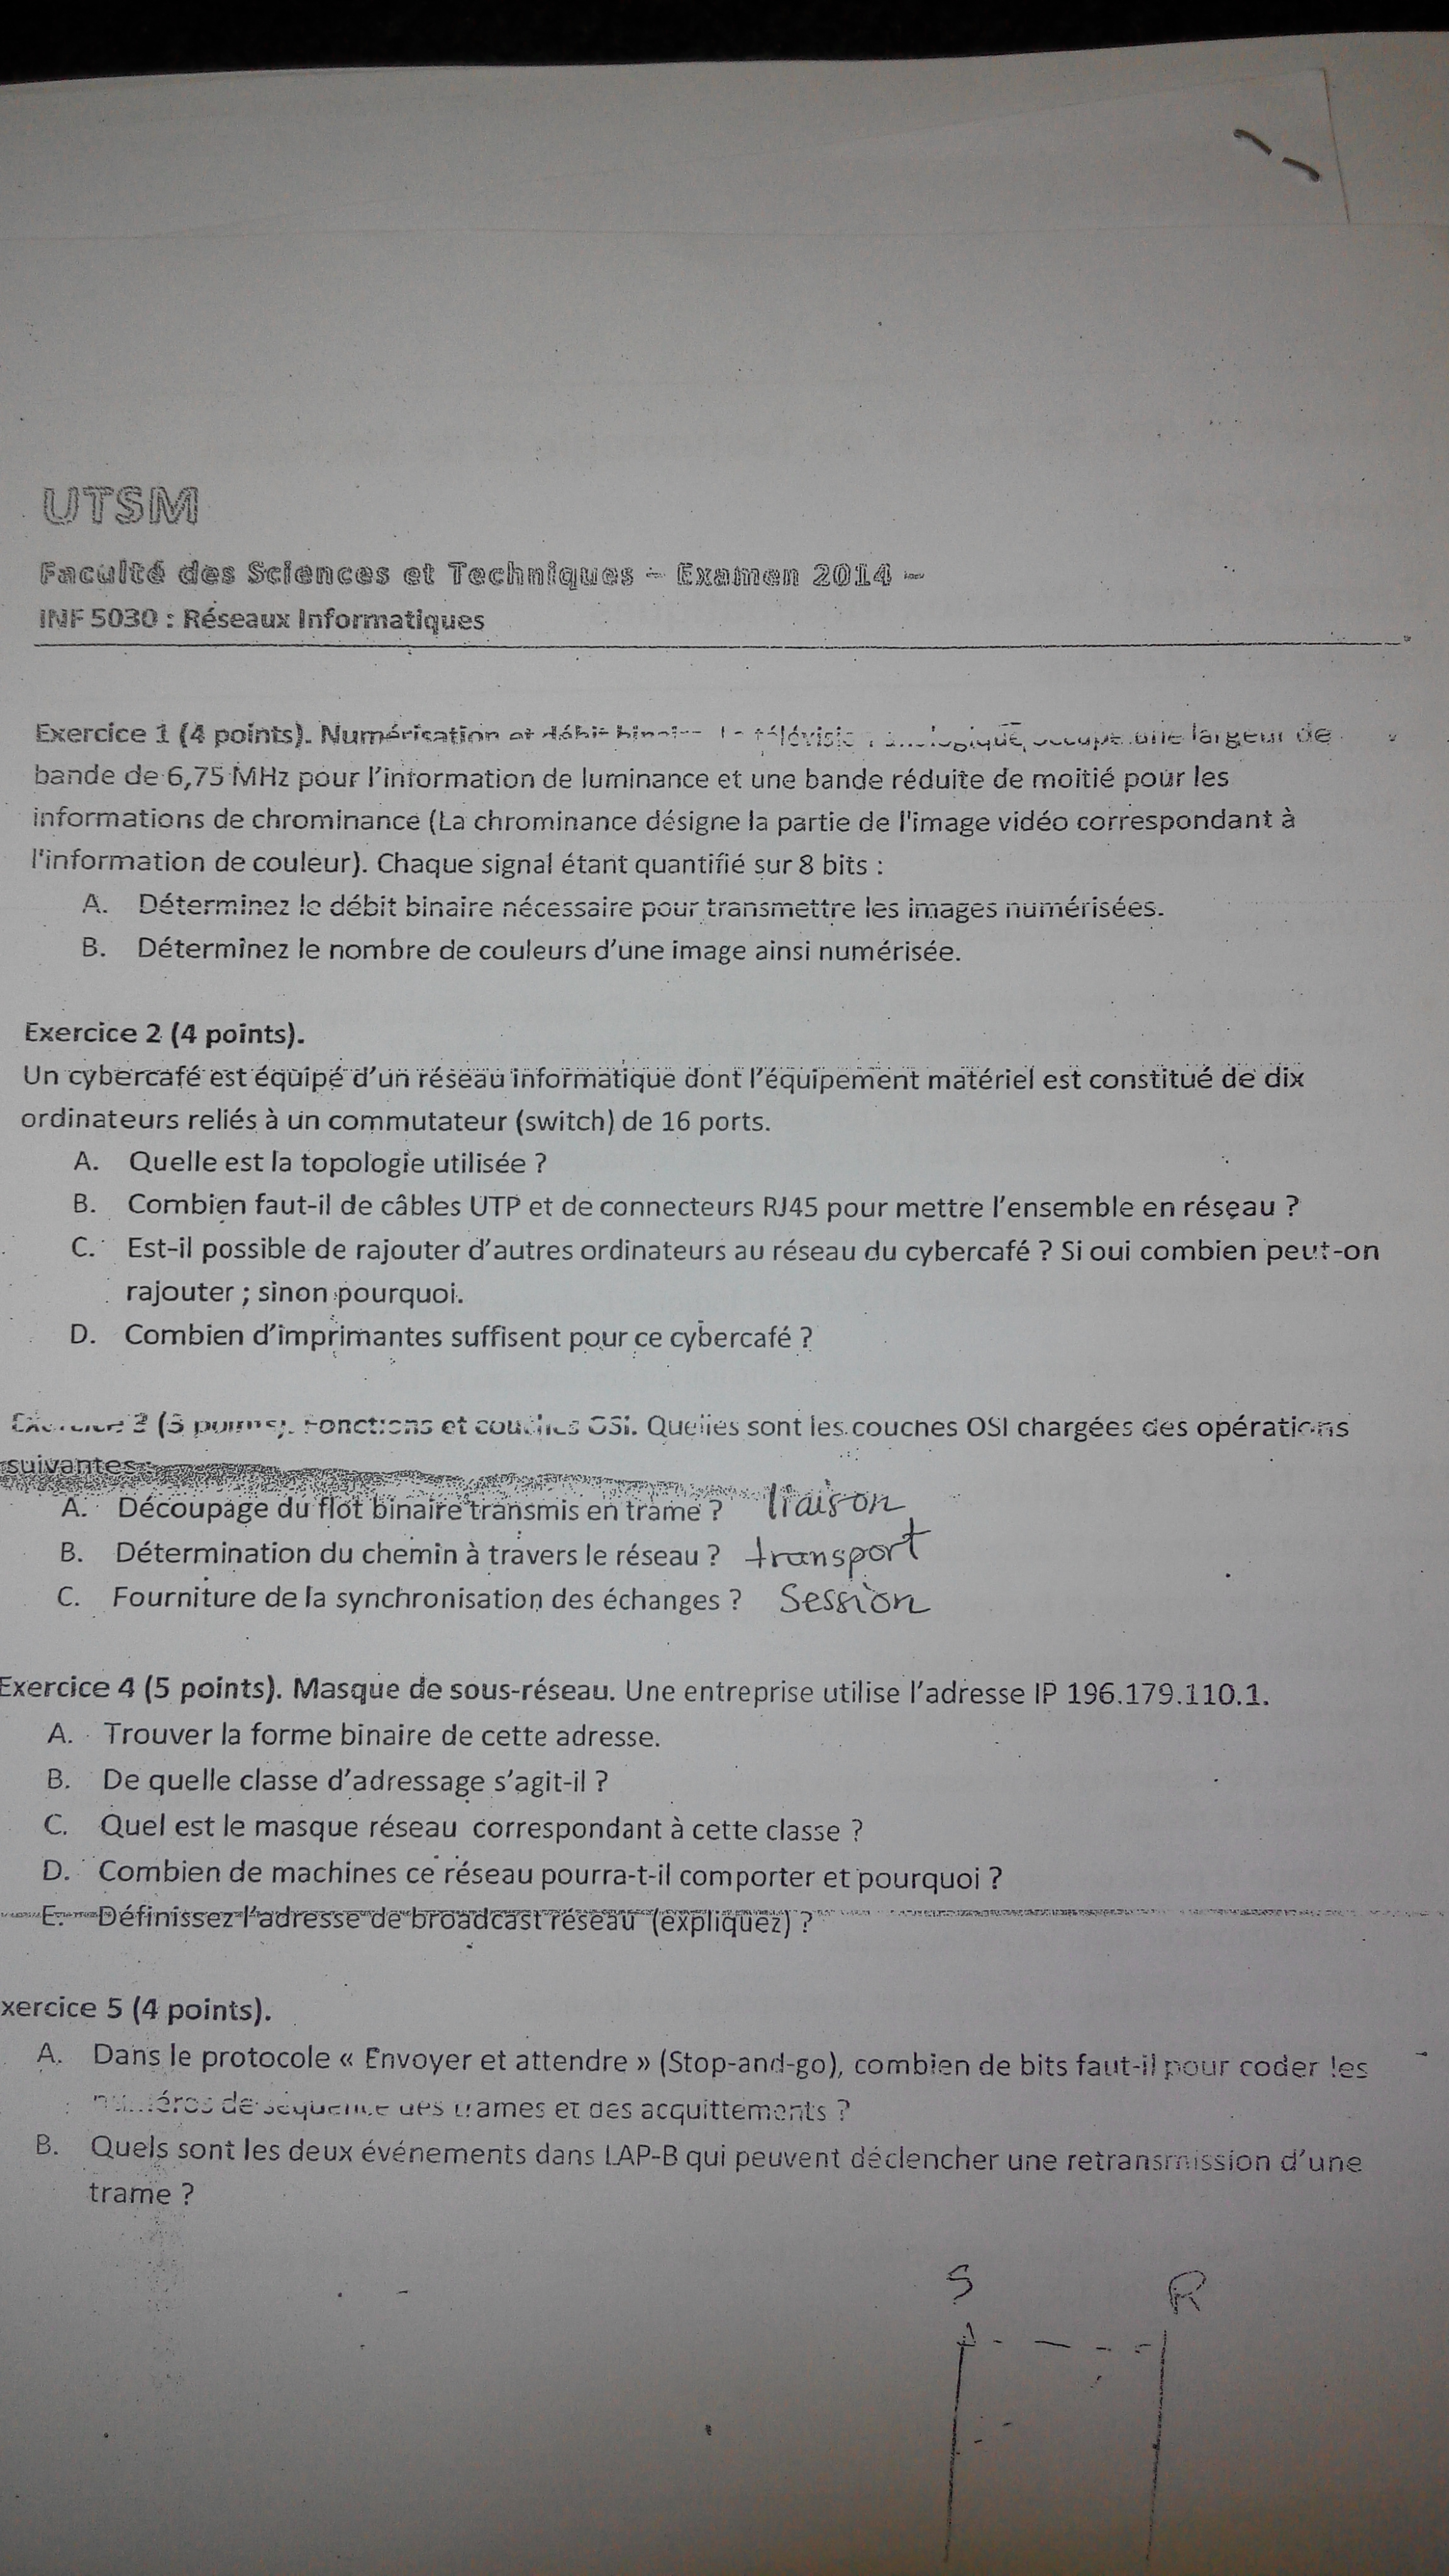 UTSM
Faculté des Sciences et Techniques – Examen 2014 –
INF 5030 : Réseaux Informatiques
Exercice 1 (4 points). Numérisation et débit binaire. La télévision analogique occupe une largeur de
bande de 6,75 MHz pour l'information de luminance et une bande réduite de moitié pour les
informations de chrominance (La chrominance désigne la partie de l'image vidéo correspondant à
l'information de couleur). Chaque signal étant quantifié sur 8 bits :
A. Déterminez le débit binaire nécessaire pour transmettre les images numérisées.
B. Déterminez le nombre de couleurs d'une image ainsi numérisée.
Exercice 2 (4 points).
Un cybercafé est équipé d'un réseau informatique dont l'équipement matériel est constitué de dix
ordinateurs reliés à un commutateur (switch) de 16 ports.
A. Quelle est la topologie utilisée ?
B. Combien faut-il de câbles UTP et de connecteurs RJ45 pour mettre l'ensemble en réseau ?
C. Est-il possible de rajouter d'autres ordinateurs au réseau du cybercafé ? Si oui combien peut-on
rajouter ; sinon pourquoi.
D. Combien d'imprimantes suffisent pour ce cybercafé ?
Exercice 3 (3 points). Fonctions et couches OSI. Quelles sont les couches OSI chargées des opérations
suivantes :
A. Découpage du flot binaire transmis en trame ? liaison
B. Détermination du chemin à travers le réseau ? transport
C. Fourniture de la synchronisation des échanges ? Session
Exercice 4 (5 points). Masque de sous-réseau. Une entreprise utilise l'adresse IP 196.179.110.1.
A. Trouver la forme binaire de cette adresse.
B. De quelle classe d'adressage s'agit-il ?
C. Quel est le masque réseau correspondant à cette classe ?
D. Combien de machines ce réseau pourra-t-il comporter et pourquoi ?
E. Définissez l'adresse de broadcast réseau (expliquez) ?
xercice 5 (4 points).
A. Dans le protocole « Envoyer et attendre » (Stop-and-go), combien de bits faut-il pour coder les
numéros de séquence des trames et des acquittements ?
B. Quels sont les deux événements dans LAP-B qui peuvent déclencher une retransmission d'une
trame ?
S R